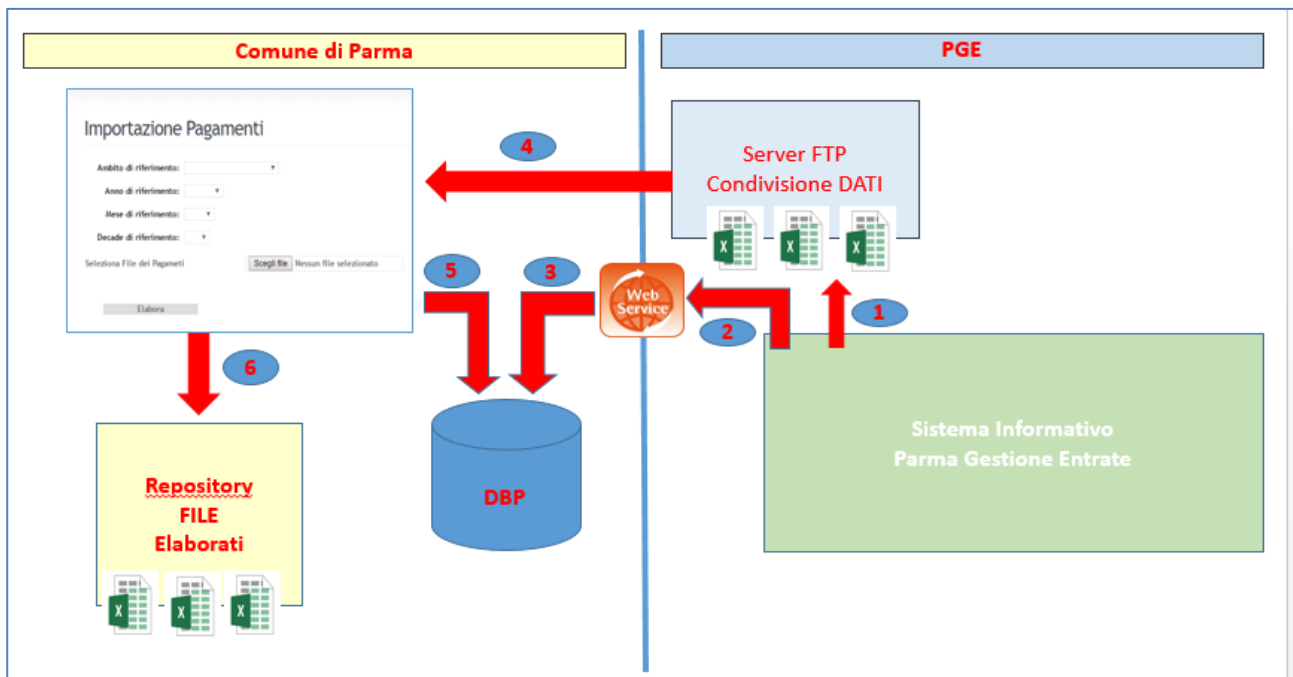 Comune di Parma
PGE
Importazione Pagamenti
Ambito di riferimento:
Anno di riferimento:
Mese di riferimento:
Decade di riferimento:
Seleziona File dei Pagameti
Scegli file Nessun file selezionato
Elabora
4
Server FTP
Condivisione DATI
X
X
X
5
3
Web
Service
2
1
6
Sistema Informativo
Parma Gestione Entrate
DBP
Repository
FILE
Elaborati
X
X
X